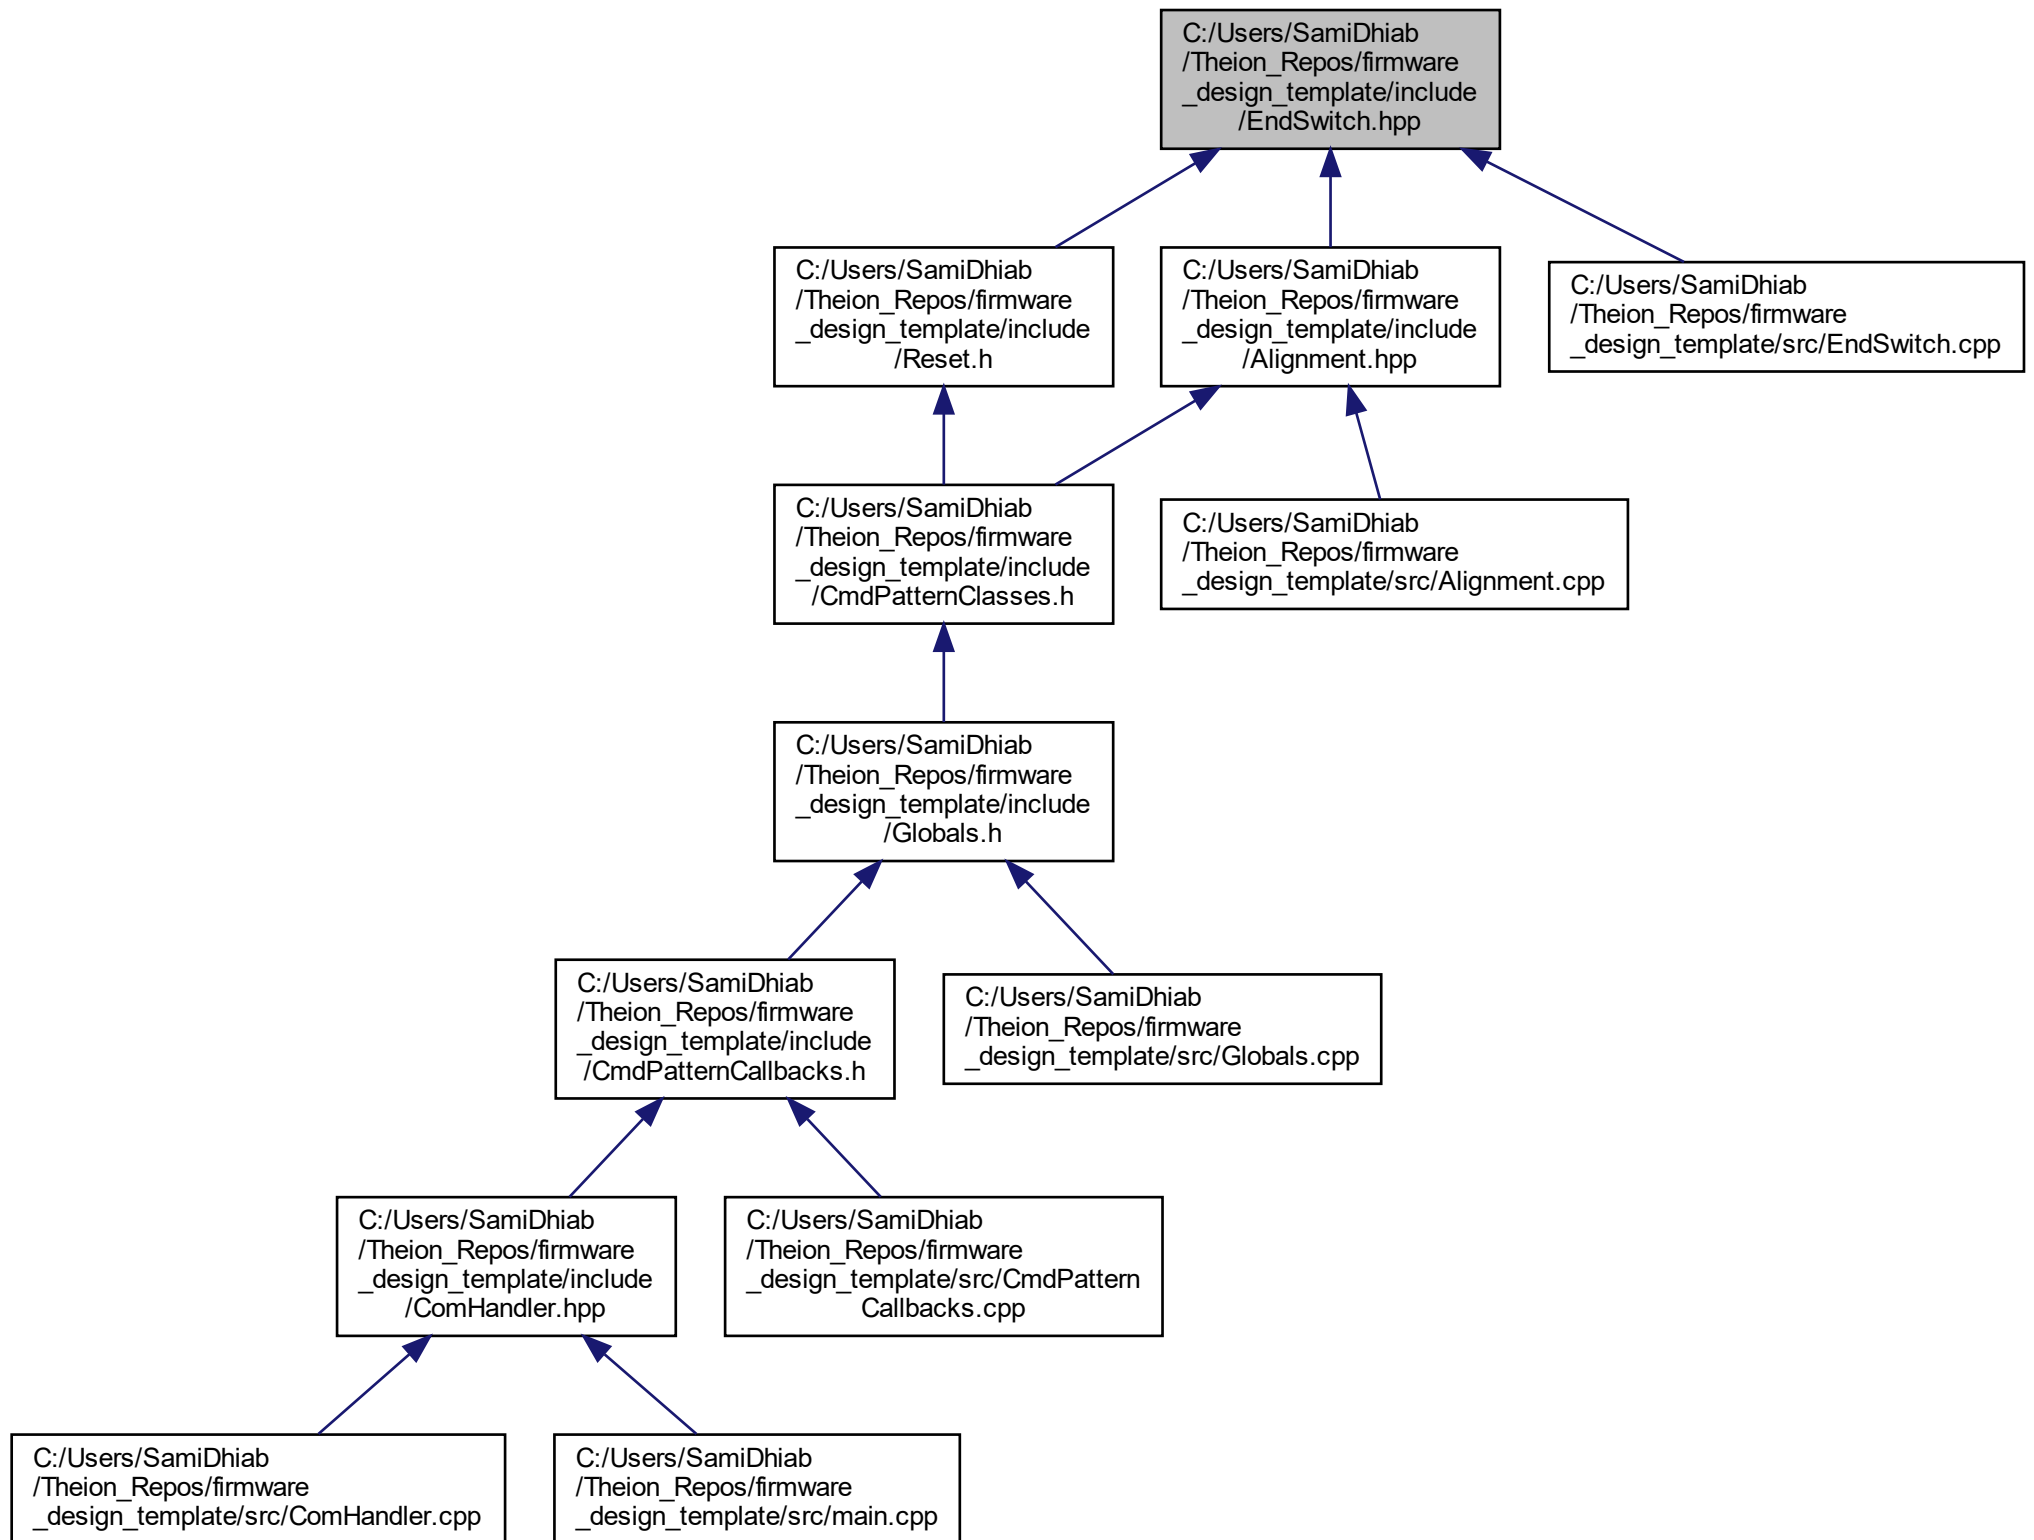 C:/Users/SamiDhiab
/Theion_Repos/firmware
_design_template/include
/EndSwitch.hpp
C:/Users/SamiDhiab
/Theion_Repos/firmware
_design_template/include
/Reset.h
C:/Users/SamiDhiab
/Theion_Repos/firmware
_design_template/include
/Alignment.hpp
C:/Users/SamiDhiab
/Theion_Repos/firmware
_design_template/src/EndSwitch.cpp
C:/Users/SamiDhiab
/Theion_Repos/firmware
_design_template/include
/CmdPatternClasses.h
C:/Users/SamiDhiab
/Theion_Repos/firmware
_design_template/src/Alignment.cpp
C:/Users/SamiDhiab
/Theion_Repos/firmware
_design_template/include
/Globals.h
C:/Users/SamiDhiab
/Theion_Repos/firmware
_design_template/include
/CmdPatternCallbacks.h
C:/Users/SamiDhiab
/Theion_Repos/firmware
_design_template/src/Globals.cpp
C:/Users/SamiDhiab
/Theion_Repos/firmware
_design_template/include
/ComHandler.hpp
C:/Users/SamiDhiab
/Theion_Repos/firmware
_design_template/src/CmdPattern
Callbacks.cpp
C:/Users/SamiDhiab
/Theion_Repos/firmware
_design_template/src/ComHandler.cpp
C:/Users/SamiDhiab
/Theion_Repos/firmware
_design_template/src/main.cpp